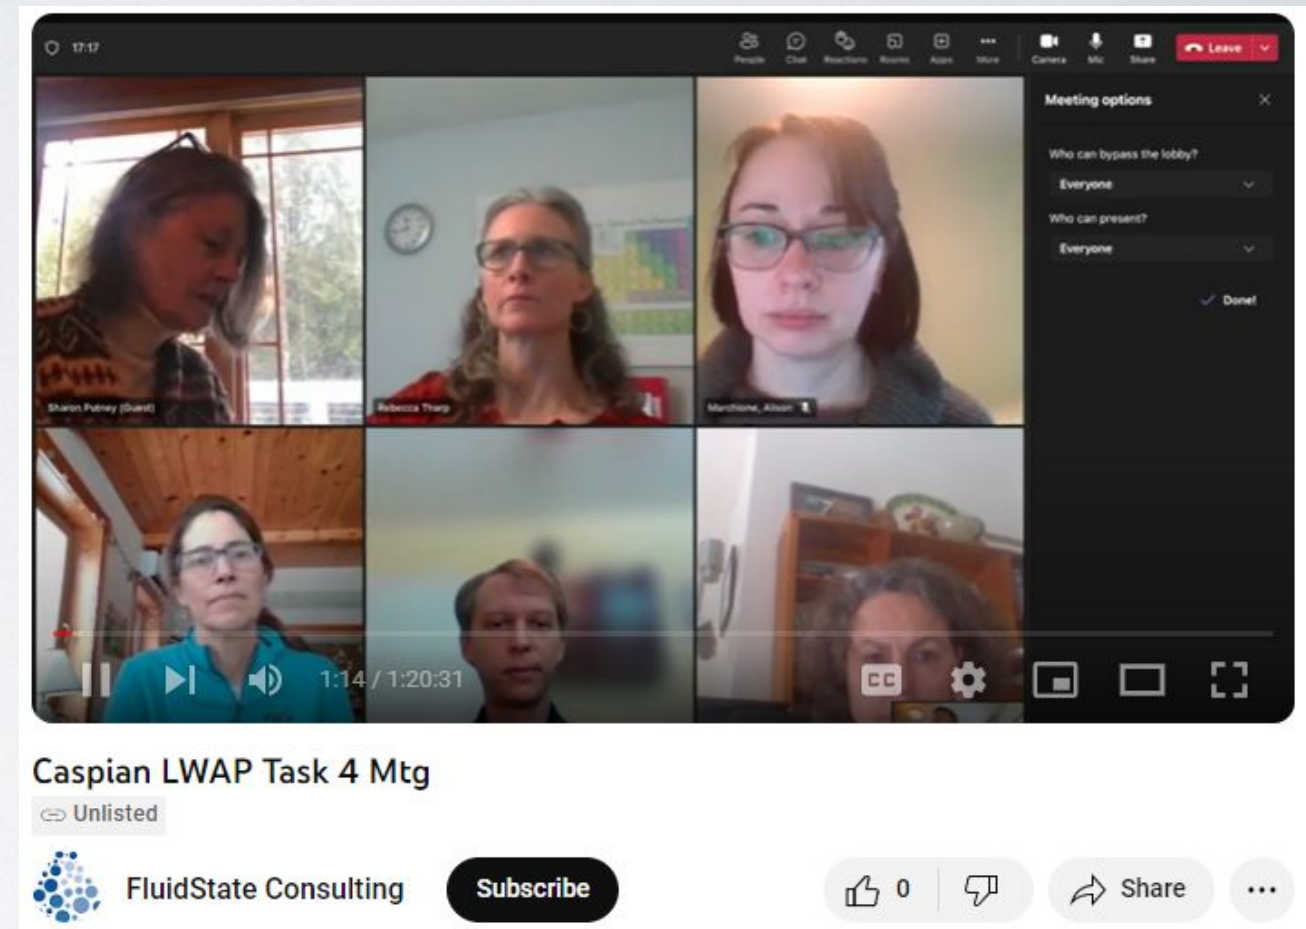 17:17
People Chat Reactions Rooms Apps More Camera Mic Share Leave
Meeting options
Who can bypass the lobby?
Everyone
Who can present?
Everyone
Done!
Sharon Putney (Guest)
Rebecca Tharp
Marchione, Alison
1:14 / 1:20:31
CC
Caspian LWAP Task 4 Mtg
Unlisted
FluidState Consulting
Subscribe
0
Share